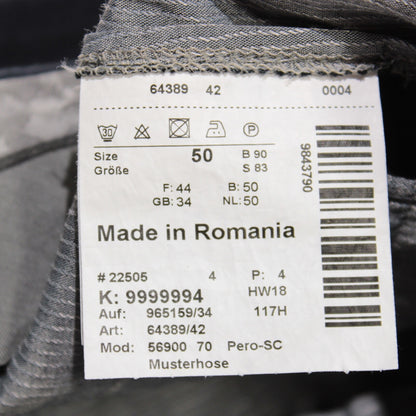 64389 42 0004
30 P
Size 50 B 90
Größe S 83
F: 44 B: 50
GB: 34 NL: 50
Made in Romania
# 22505 4 P: 4
K: 9999994 HW18
Auf: 965159/34 117H
Art: 64389/42
Mod: 56900 70 Pero-SC
Musterhose
9843790